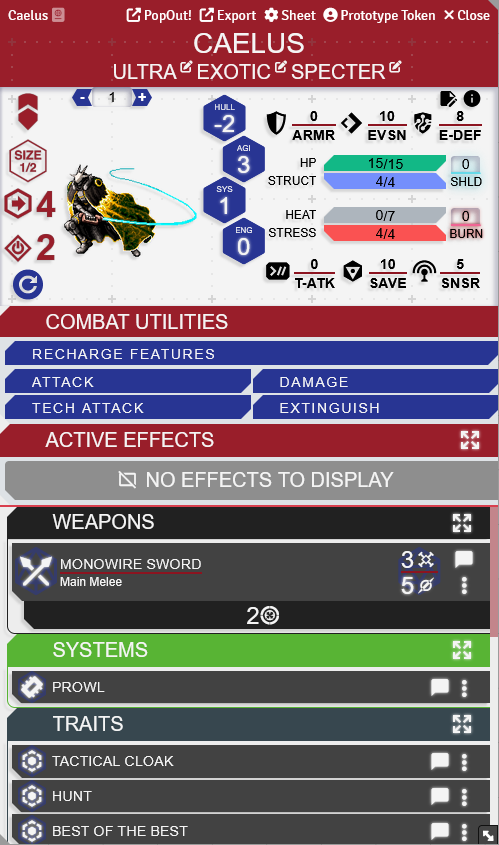 Caelus PopOut! Export Sheet Prototype Token Close
CAELUS
ULTRA EXOTIC SPECTER
- 1 +
HULL
-2
AGI
3
SYS
1
ENG
0
SIZE
1/2
4
2
0 10 8
ARMR EVSN E-DEF
HP 15/15 0
STRUCT 4/4 SHLD
HEAT 0/7 0
STRESS 4/4 BURN
0 10 5
T-ATK SAVE SNSR
COMBAT UTILITIES
RECHARGE FEATURES
ATTACK DAMAGE
TECH ATTACK EXTINGUISH
ACTIVE EFFECTS
NO EFFECTS TO DISPLAY
WEAPONS
MONOWIRE SWORD 3
Main Melee 5
2
SYSTEMS
PROWL
TRAITS
TACTICAL CLOAK
HUNT
BEST OF THE BEST